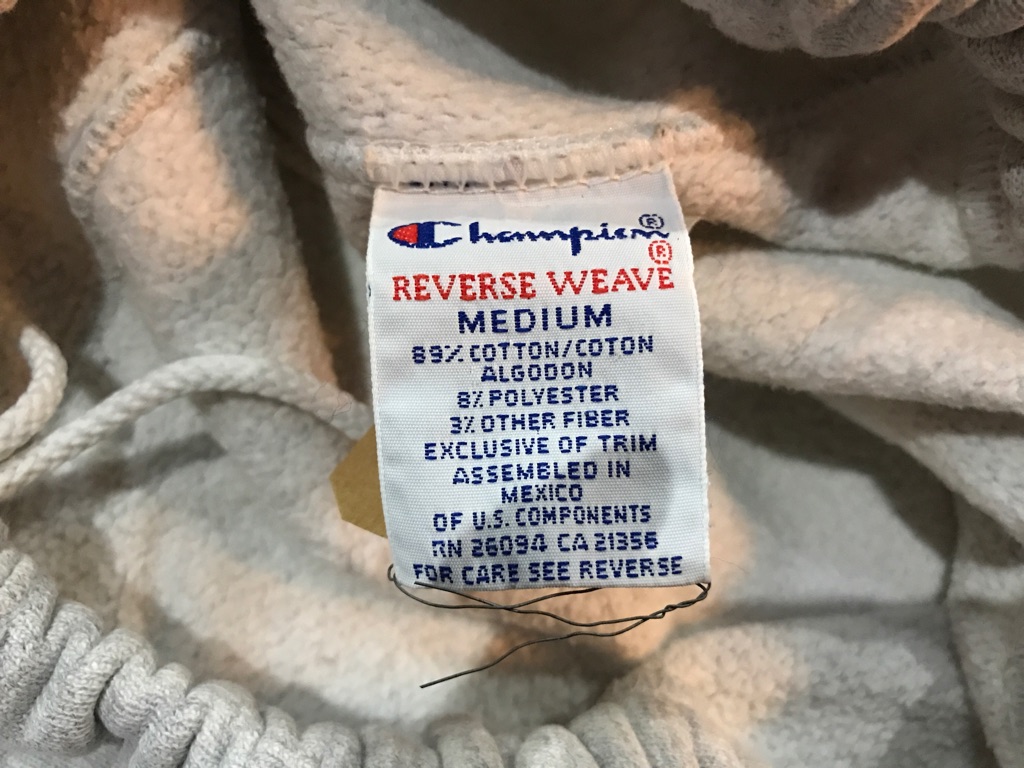 Champion®
REVERSE WEAVE®
MEDIUM
89% COTTON/COTON
ALGODON
8% POLYESTER
3% OTHER FIBER
EXCLUSIVE OF TRIM
ASSEMBLED IN
MEXICO
OF U.S. COMPONENTS
RN 26094 CA 21356
FOR CARE SEE REVERSE